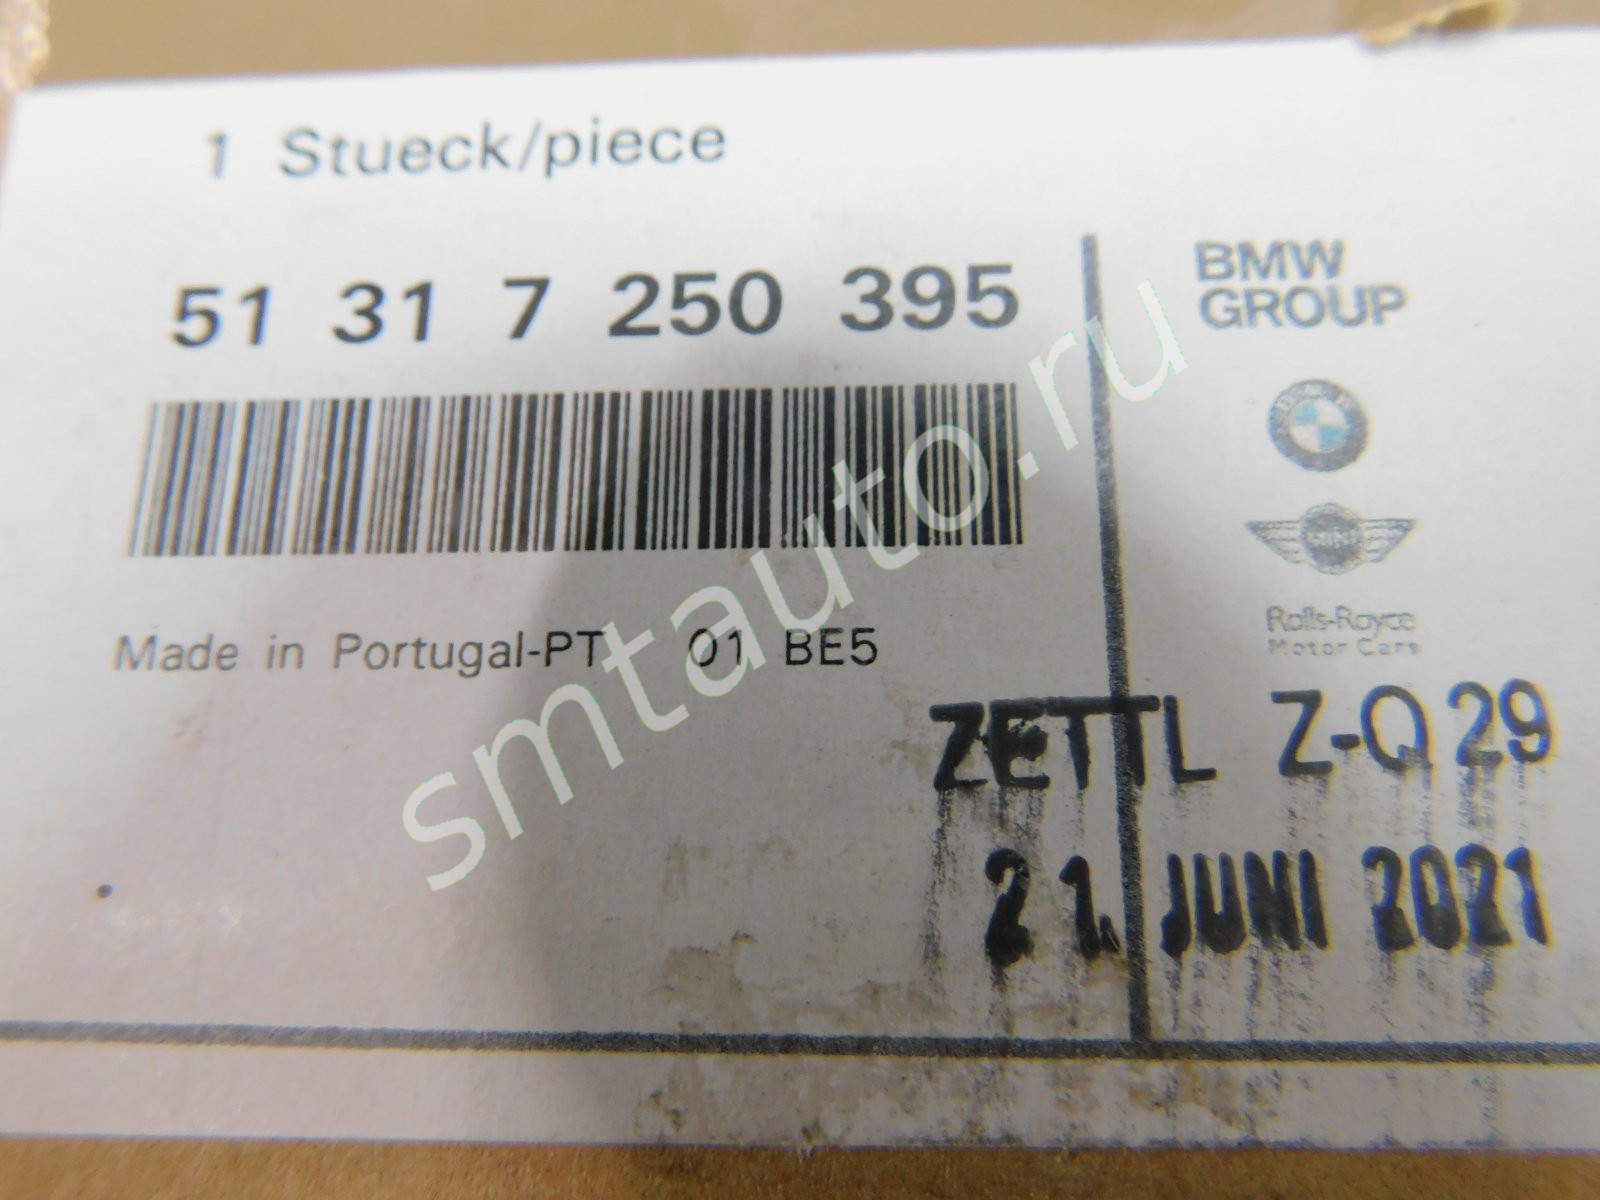 1 Stueck/piece
51 31 7 250 395
BMW
GROUP
MINI
Rolls-Royce
Motor Cars
Made in Portugal-PT 01 BE5
ZETTL Z-Q 29
21. JUNI 2021
smtauto.ru